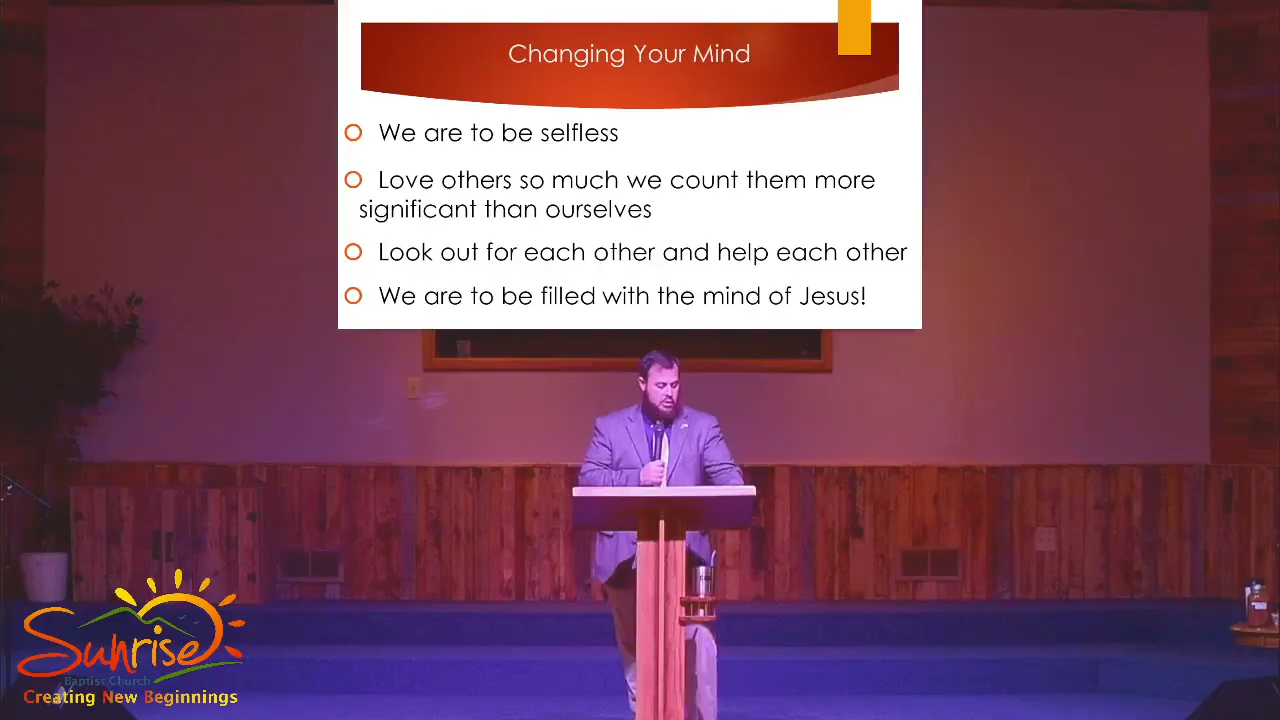 Changing Your Mind
We are to be selfless
Love others so much we count them more
significant than ourselves
Look out for each other and help each other
We are to be filled with the mind of Jesus!
Sunrise
Baptist Church
Creating New Beginnings